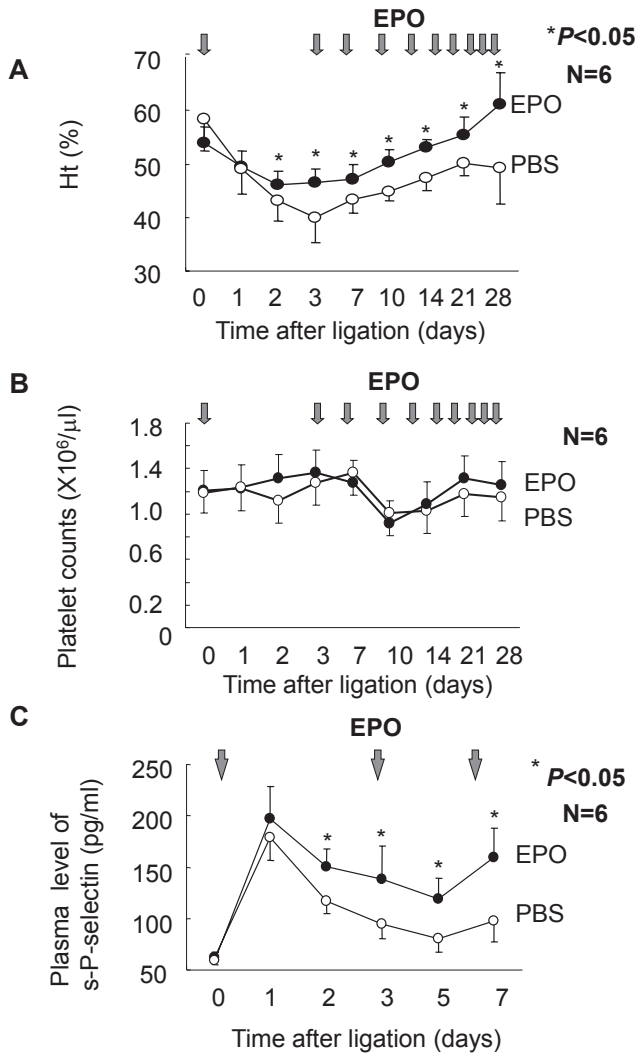 EPO
*P<0.05
N=6
A
70
60
50
40
30
Ht (%)
* * * * * * * *
EPO
PBS
0 1 2 3 7 10 14 21 28
Time after ligation (days)
B
EPO
N=6
1.8
1.4
1.0
0.6
0.2
0
Platelet counts (X10⁶/µl)
EPO
PBS
0 1 2 3 7 10 14 21 28
Time after ligation (days)
C
EPO
* P<0.05
N=6
250
200
150
100
50
Plasma level of
s-P-selectin (pg/ml)
* * * *
EPO
PBS
0 1 2 3 5 7
Time after ligation (days)